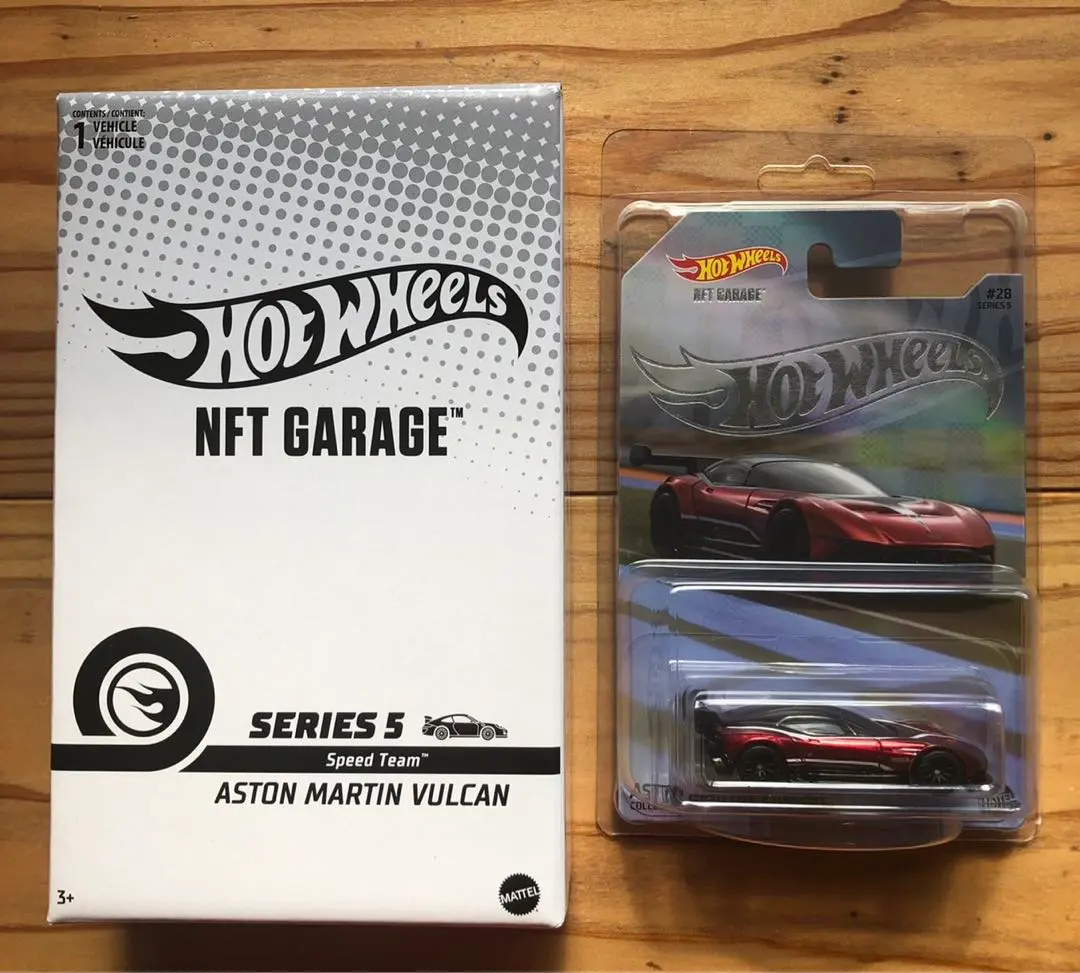 CONTENTS / CONTIENT:
1 VEHICLE
VÉHICULE
HOT WHEELS
NFT GARAGE™
SERIES 5
Speed Team™
ASTON MARTIN VULCAN
3+
MATTEL
HOT WHEELS
NFT GARAGE™
#28
SERIES 5
HOT WHEELS